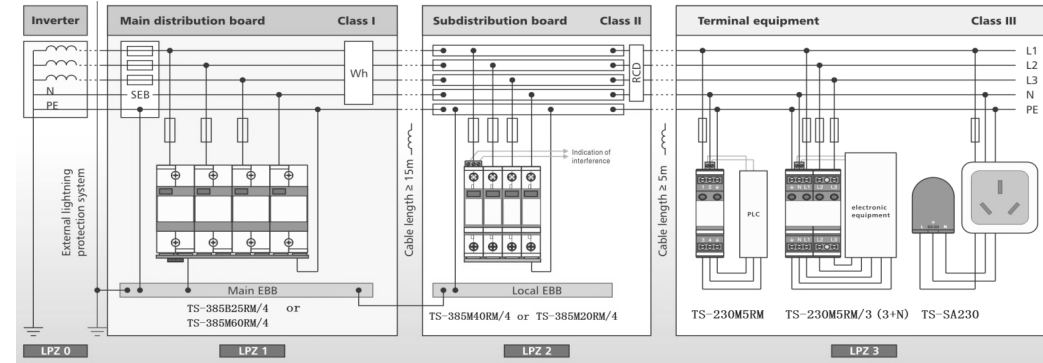 Inverter
Main distribution board Class I
Subdistribution board Class II
Terminal equipment Class III
L1
L2
L3
N
PE
N
PE
SEB
Wh
RCD
External lightning
protection system
Cable length ≥ 15m
Indication of
interference
Cable length ≥ 5m
PLC
electronic
equipment
Main EBB
Local EBB
TS-385B25RM/4 or
TS-385M60RM/4
TS-385M40RM/4 or TS-385M20RM/4
TS-230M5RM
TS-230M5RM/3 (3+N)
TS-SA230
LPZ 0
LPZ 1
LPZ 2
LPZ 3